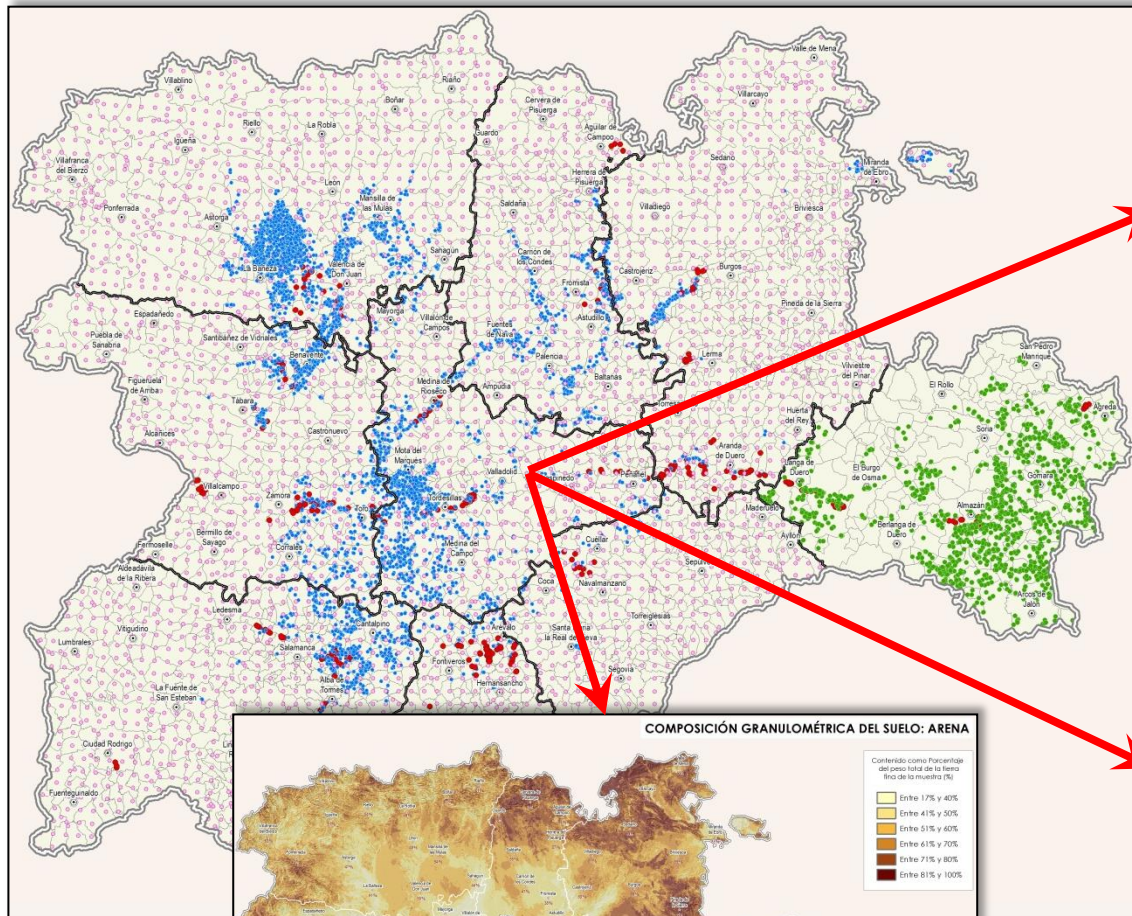 Valle de Mena
Villablino
Riaño
Villarcayo
Boñar
Cervera de
Pisuerga
Riello
La Robla
Aguilar de
Campoo
Igüeña
Guardo
Sedano
Villafranca
del Bierzo
Miranda
de Ebro
León
Herrera de
Pisuerga
Ponferrada
Mansilla de
las Mulas
Saldaña
Villadiego
Briviesca
Astorga
Sahagún
Carrión de
los Condes
La Bañeza
Valencia de
Don Juan
Castrojeriz
Burgos
Frómista
Espadañedo
Mayorga
Villalón de
Campos
Astudillo
Pineda de la Sierra
Puebla de
Sanabria
Santibáñez de Vidriales
Fuentes
de Nava
San Pedro
Manrique
Benavente
Palencia
Lerma
Figueruela
de Arriba
Medina de
Rioseco
Ampudia
Baltanás
Vilviestre
del Pinar
El Royo
Tábara
Ágreda
Alcañices
Castronuevo
Huerta
del Rey
Soria
Mota del
Marqués
Aranda
de Duero
Langa de
Duero
El Burgo
de Osma
Gómara
Villalcampo
Valladolid
Zamora
Toro
Tordesillas
Maderuelo
Almazán
Bermillo de
Sayago
Berlanga de
Duero
Fermoselle
Corrales
Medina del
Campo
Cuéllar
Ayllón
Aldeadávila
de la Ribera
Coca
Navalmanzano
Arcos de
Jalón
Ledesma
Cantalpino
Arévalo
Torreiglesias
Vitigudino
Lumbrales
Salamanca
Fontiveros
Segovia
La Fuente de
San Esteban
Alba de
Tormes
Hernansancho
Ciudad Rodrigo
Fuenteguinaldo
COMPOSICIÓN GRANULOMÉTRICA DEL SUELO: ARENA
Contenido como Porcentaje
del peso total de la tierra
fina de la muestra (%)
Entre 17% y 40%
Entre 41% y 50%
Entre 51% y 60%
Entre 61% y 70%
Entre 71% y 80%
Entre 81% y 100%